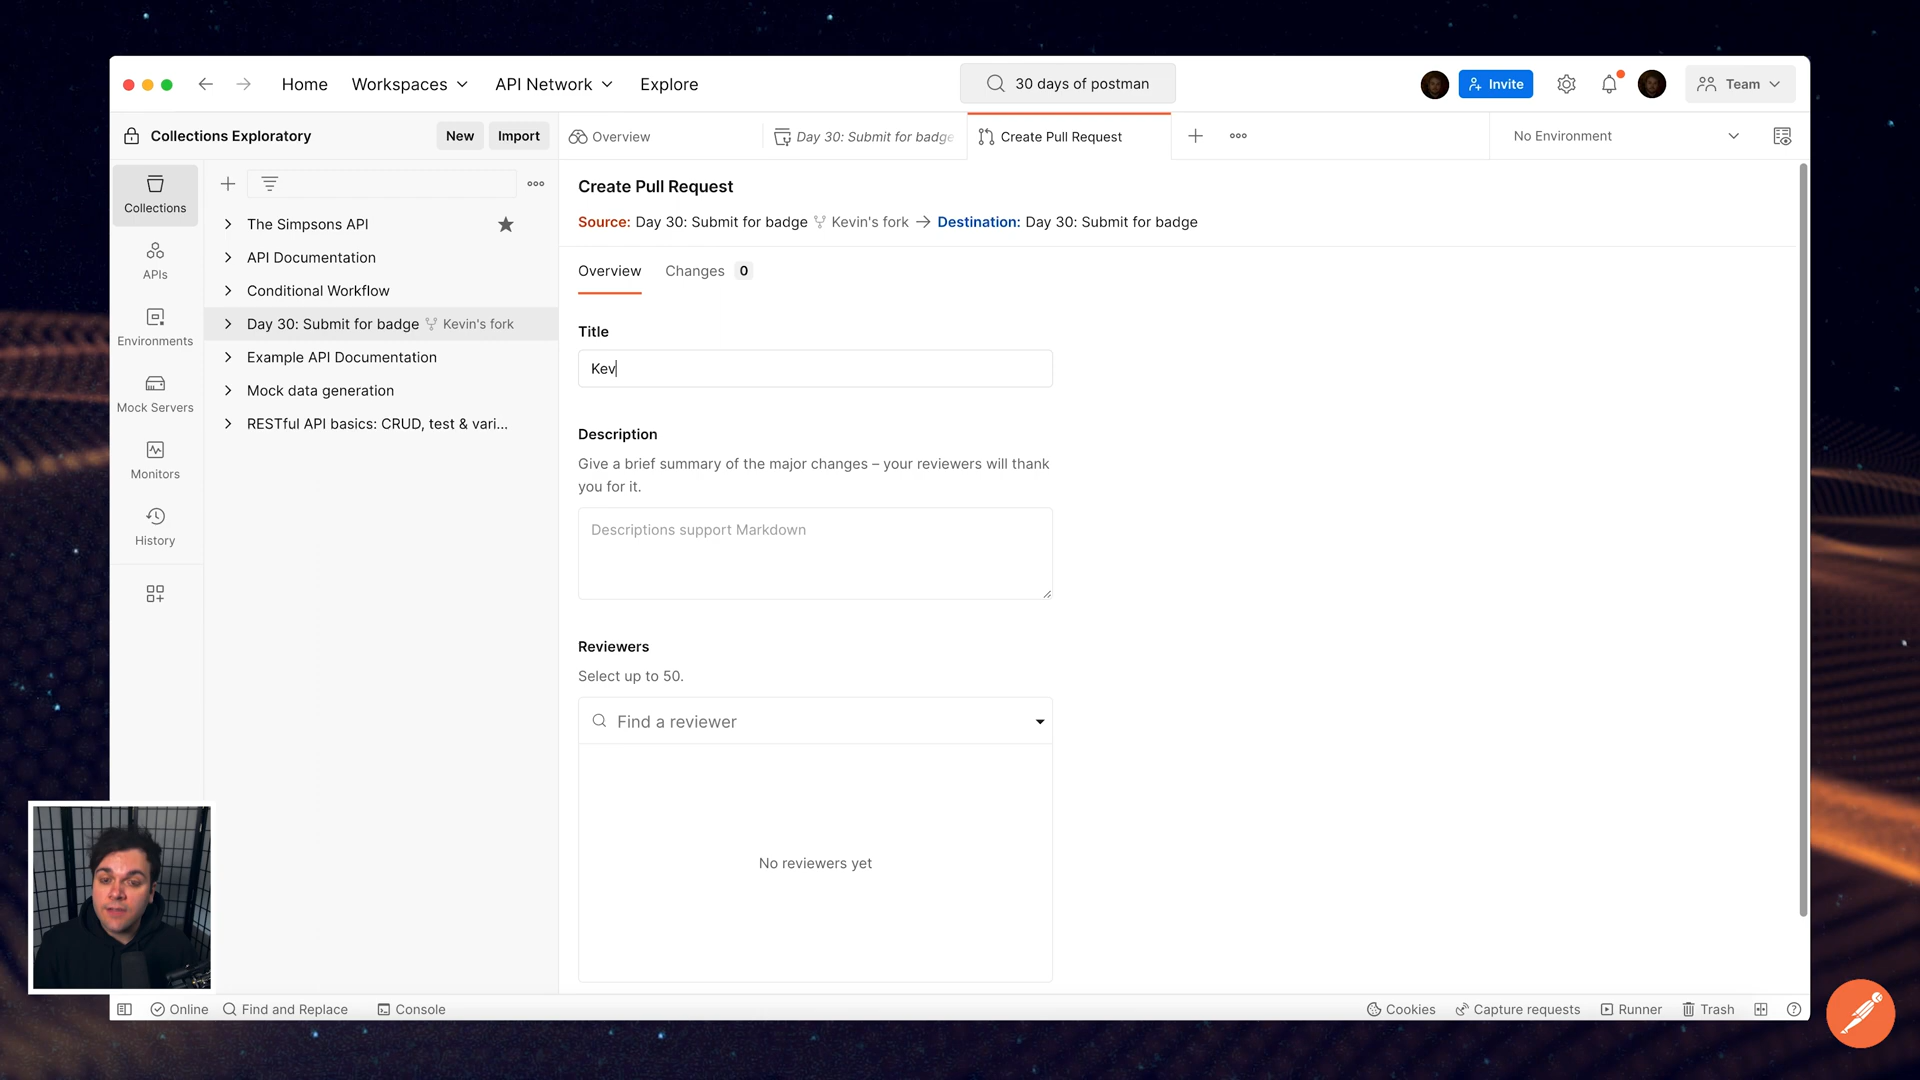 Home Workspaces API Network Explore 30 days of postman Invite Team
Collections Exploratory New Import Overview Day 30: Submit for badge Create Pull Request No Environment
Collections
APIs
Environments
Mock Servers
Monitors
History
The Simpsons API
API Documentation
Conditional Workflow
Day 30: Submit for badge Kevin's fork
Example API Documentation
Mock data generation
RESTful API basics: CRUD, test & vari...
Create Pull Request
Source: Day 30: Submit for badge Kevin's fork → Destination: Day 30: Submit for badge
Overview Changes 0
Title
Kev
Description
Give a brief summary of the major changes – your reviewers will thank
you for it.
Descriptions support Markdown
Reviewers
Select up to 50.
Find a reviewer
No reviewers yet
Online Find and Replace Console Cookies Capture requests Runner Trash